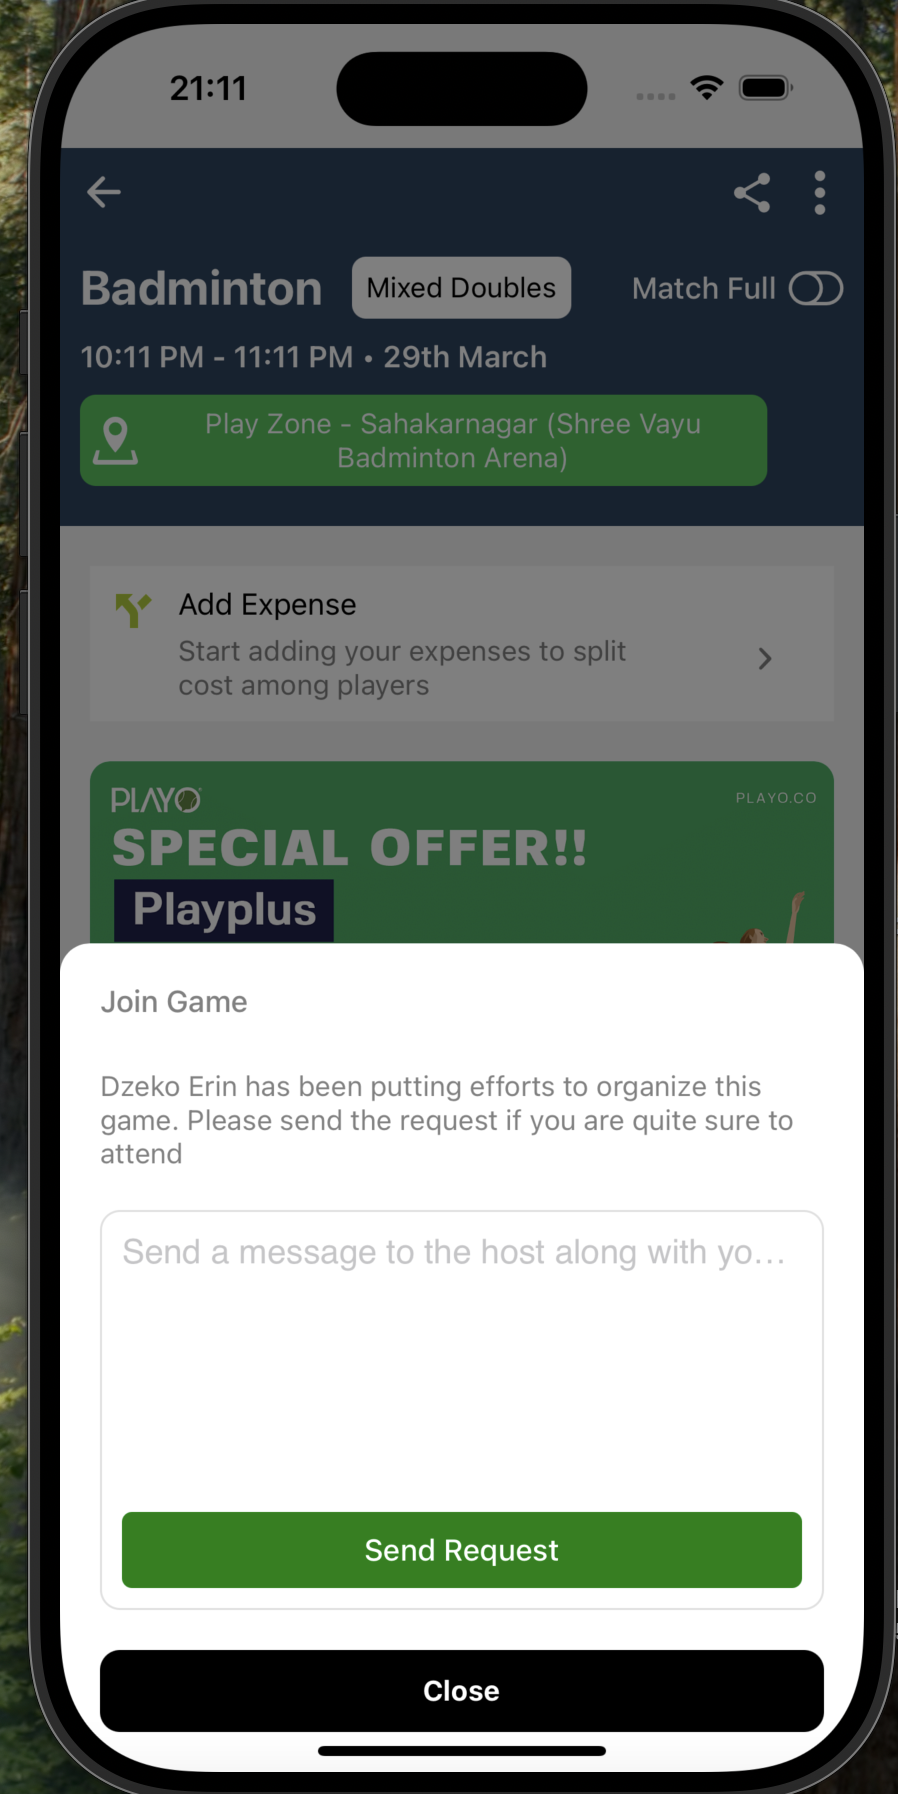 21:11
Badminton Mixed Doubles Match Full
10:11 PM - 11:11 PM • 29th March
Play Zone - Sahakarnagar (Shree Vayu
Badminton Arena)
Add Expense
Start adding your expenses to split
cost among players
PLAYO PLAYO.CO
SPECIAL OFFER!!
Playplus
Join Game
Dzeko Erin has been putting efforts to organize this
game. Please send the request if you are quite sure to
attend
Send a message to the host along with yo...
Send Request
Close